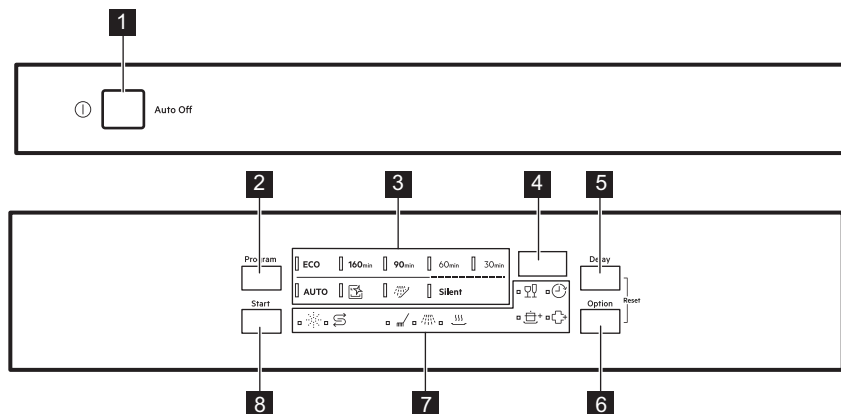 1
Auto Off
2 3 4 5
Program Delay
ECO 160min 90min 60min 30min
Start AUTO Silent Option Reset
8 7 6